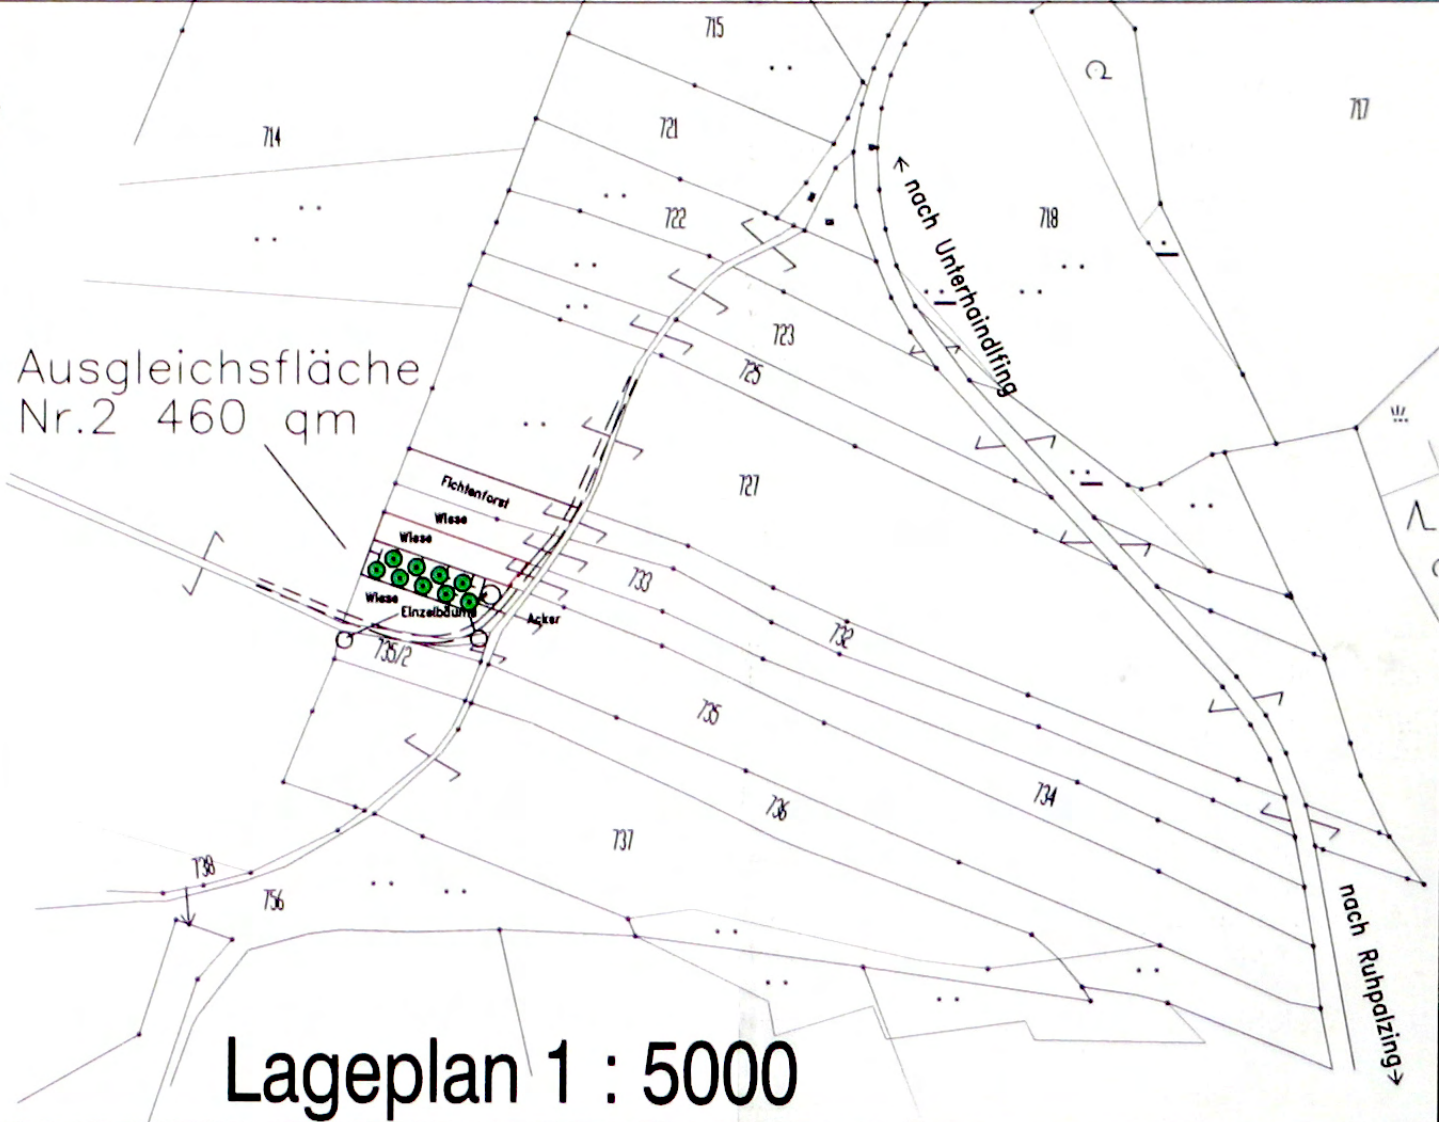 715
717
714
721
722
718
nach Unterhaindlfing
723
725
Ausgleichsfläche
Nr.2 460 qm
727
Fichtenforst
Wiese
Wiese
733
Wiese
Einzelbäume
Acker
732
735/2
735
734
736
737
738
756
nach Ruhpalzing
Lageplan 1 : 5000